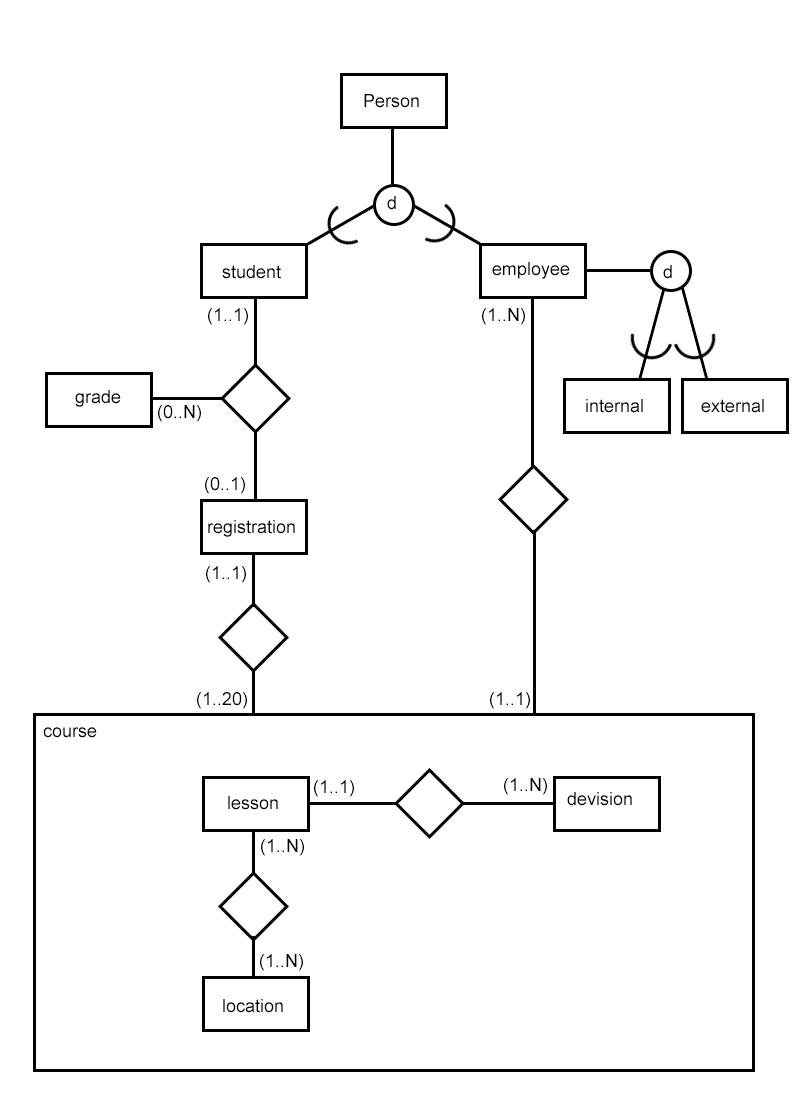 Person
d
student
employee
d
(1..1)
(1..N)
grade
(0..N)
internal
external
(0..1)
registration
(1..1)
(1..20)
(1..1)
course
lesson
(1..1)
(1..N)
devision
(1..N)
(1..N)
location